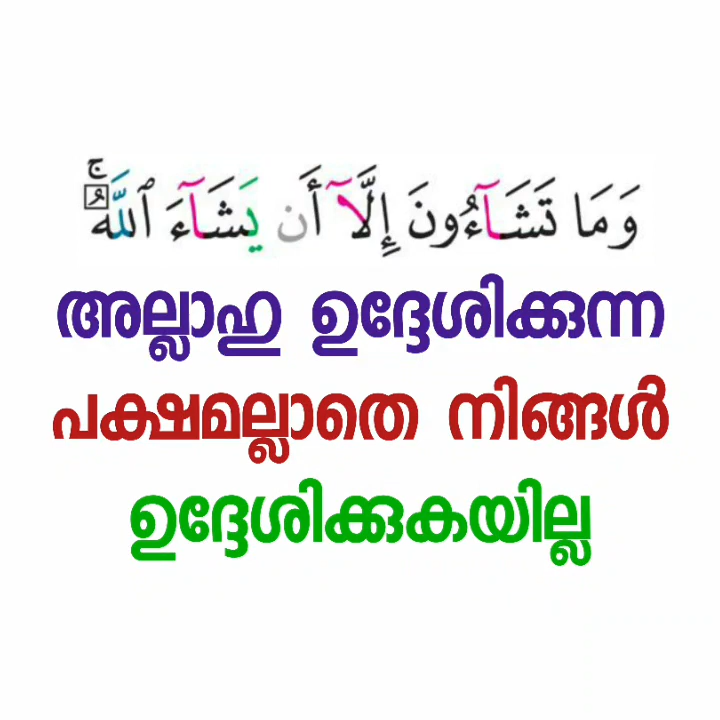 وَمَا تَشَآءُونَ إِلَّآ أَن يَشَآءَ ٱللَّهُۚ
അല്ലാഹു ഉദ്ദേശിക്കുന്ന
പക്ഷമല്ലാതെ നിങ്ങൾ
ഉദ്ദേശിക്കുകയില്ല